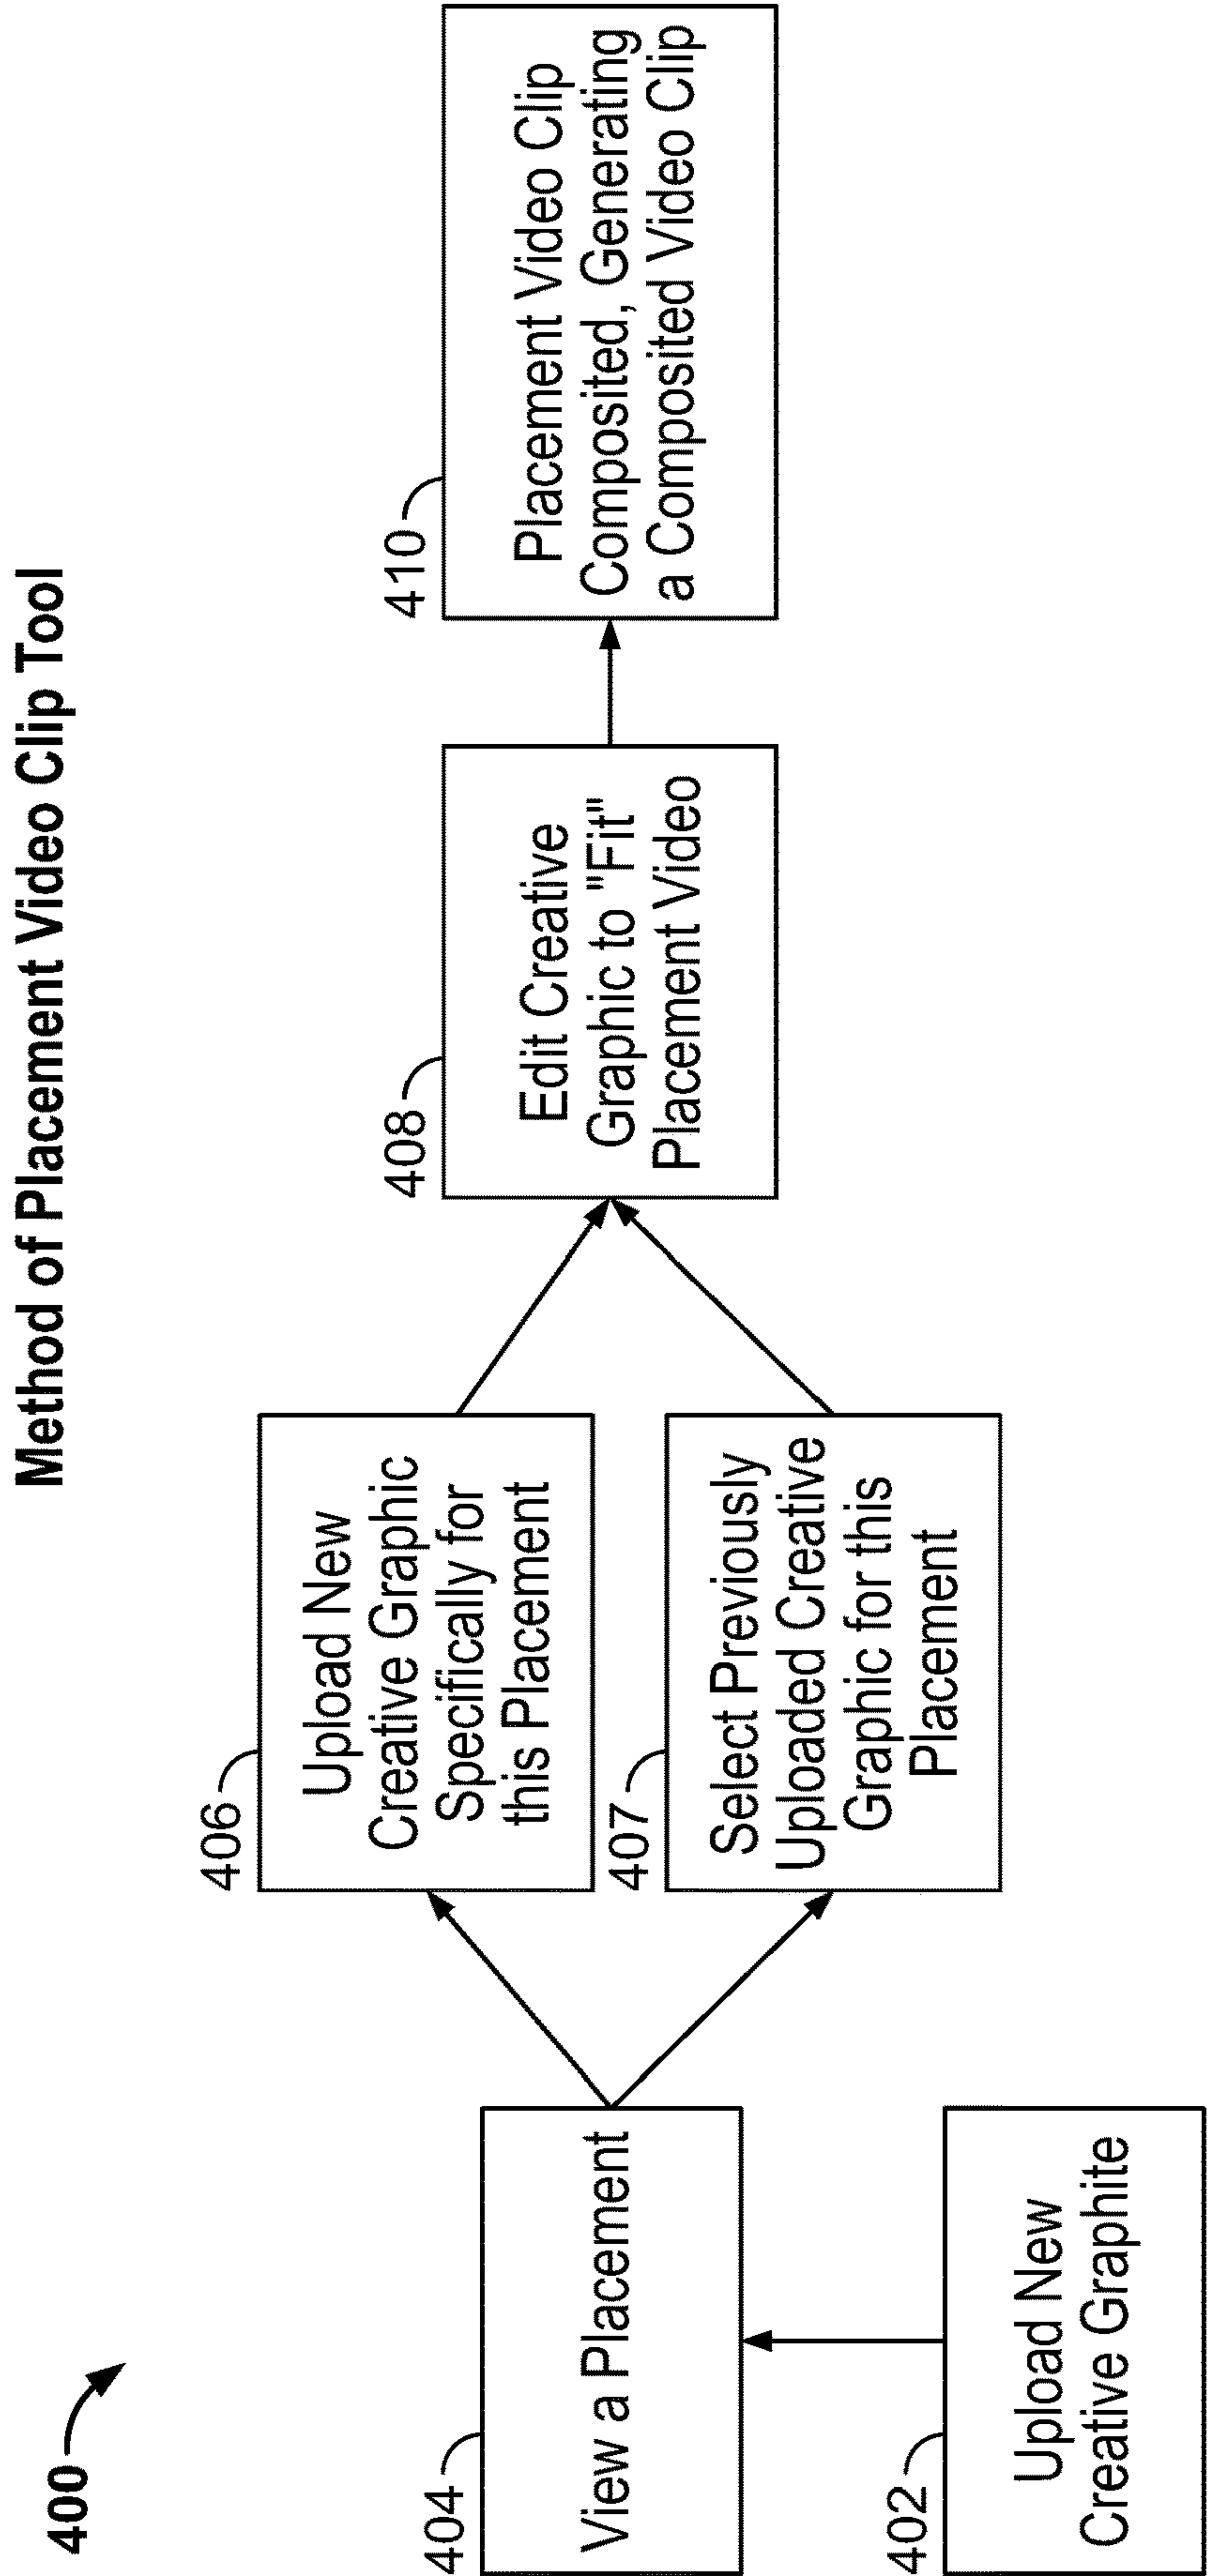 Method of Placement Video Clip Tool
400
404
View a Placement
402
Upload New
Creative Graphite
406
Upload New
Creative Graphic
Specifically for
this Placement
407
Select Previously
Uploaded Creative
Graphic for this
Placement
408
Edit Creative
Graphic to "Fit"
Placement Video
410
Placement Video Clip
Composited, Generating
a Composited Video Clip